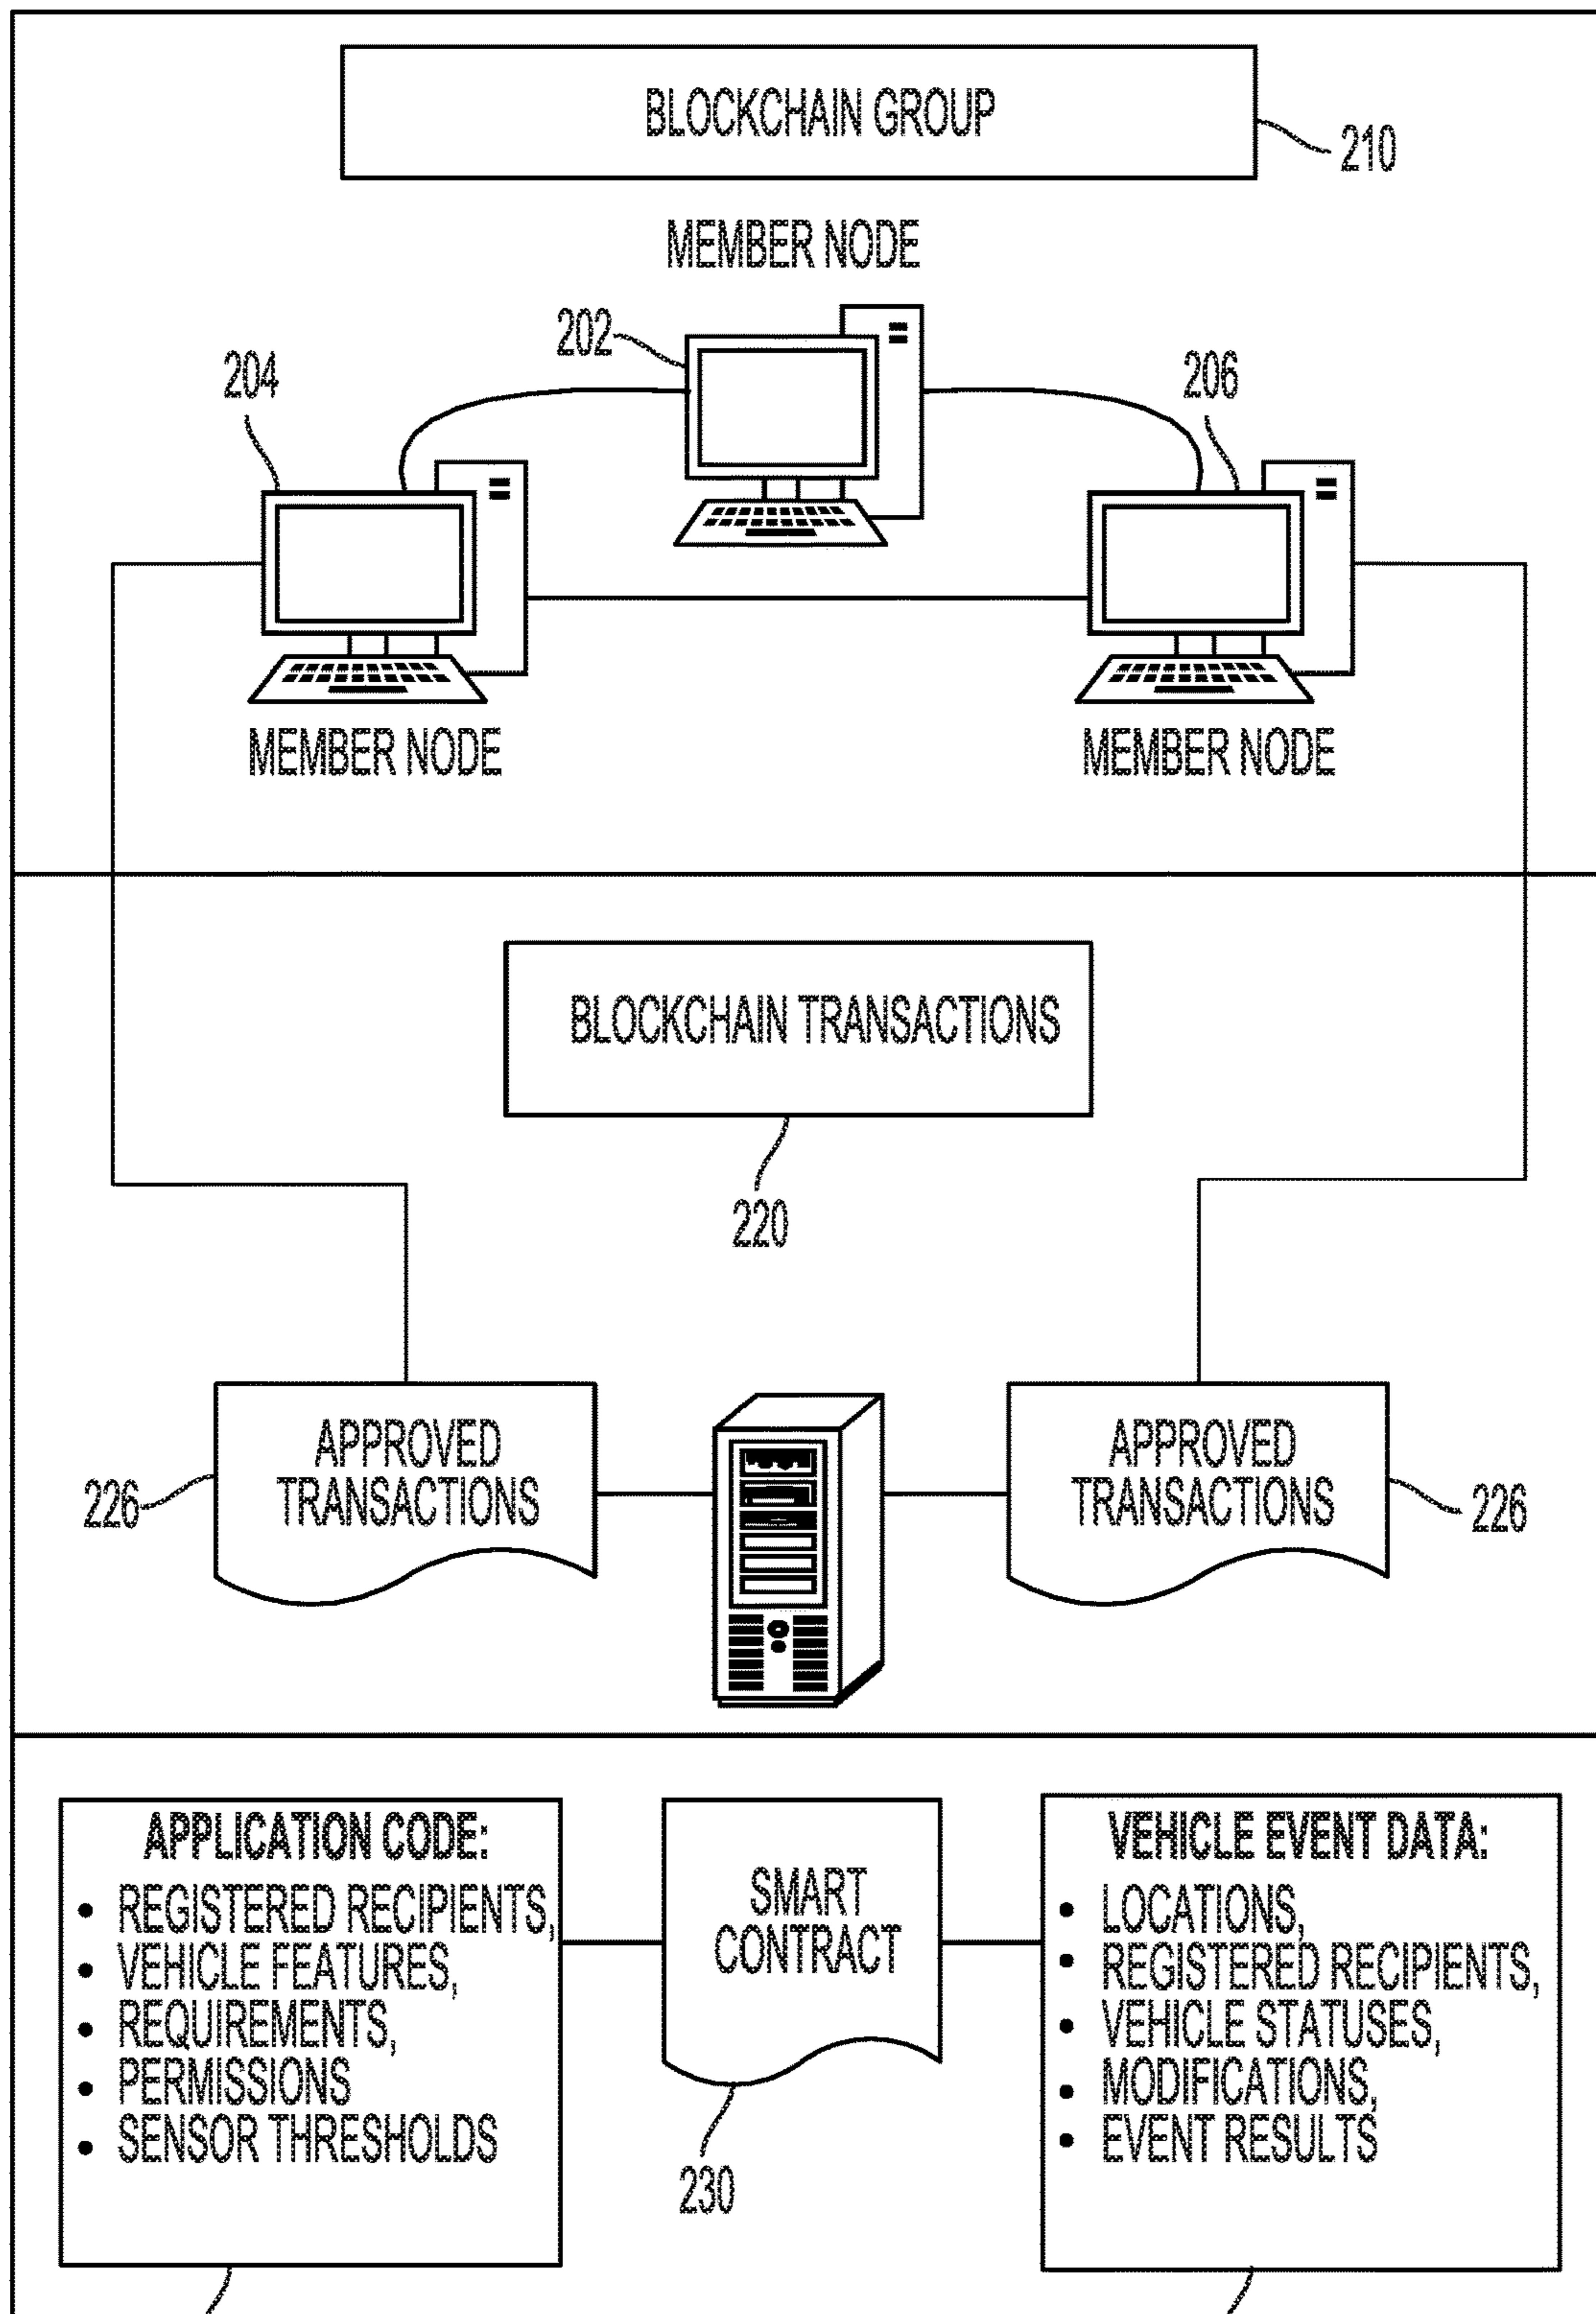 BLOCKCHAIN GROUP
210
MEMBER NODE
202
204
206
MEMBER NODE
MEMBER NODE
BLOCKCHAIN TRANSACTIONS
220
APPROVED
TRANSACTIONS
226
APPROVED
TRANSACTIONS
226
APPLICATION CODE:
• REGISTERED RECIPIENTS,
• VEHICLE FEATURES,
• REQUIREMENTS,
• PERMISSIONS
• SENSOR THRESHOLDS
SMART
CONTRACT
230
VEHICLE EVENT DATA:
• LOCATIONS,
• REGISTERED RECIPIENTS,
• VEHICLE STATUSES,
• MODIFICATIONS,
• EVENT RESULTS